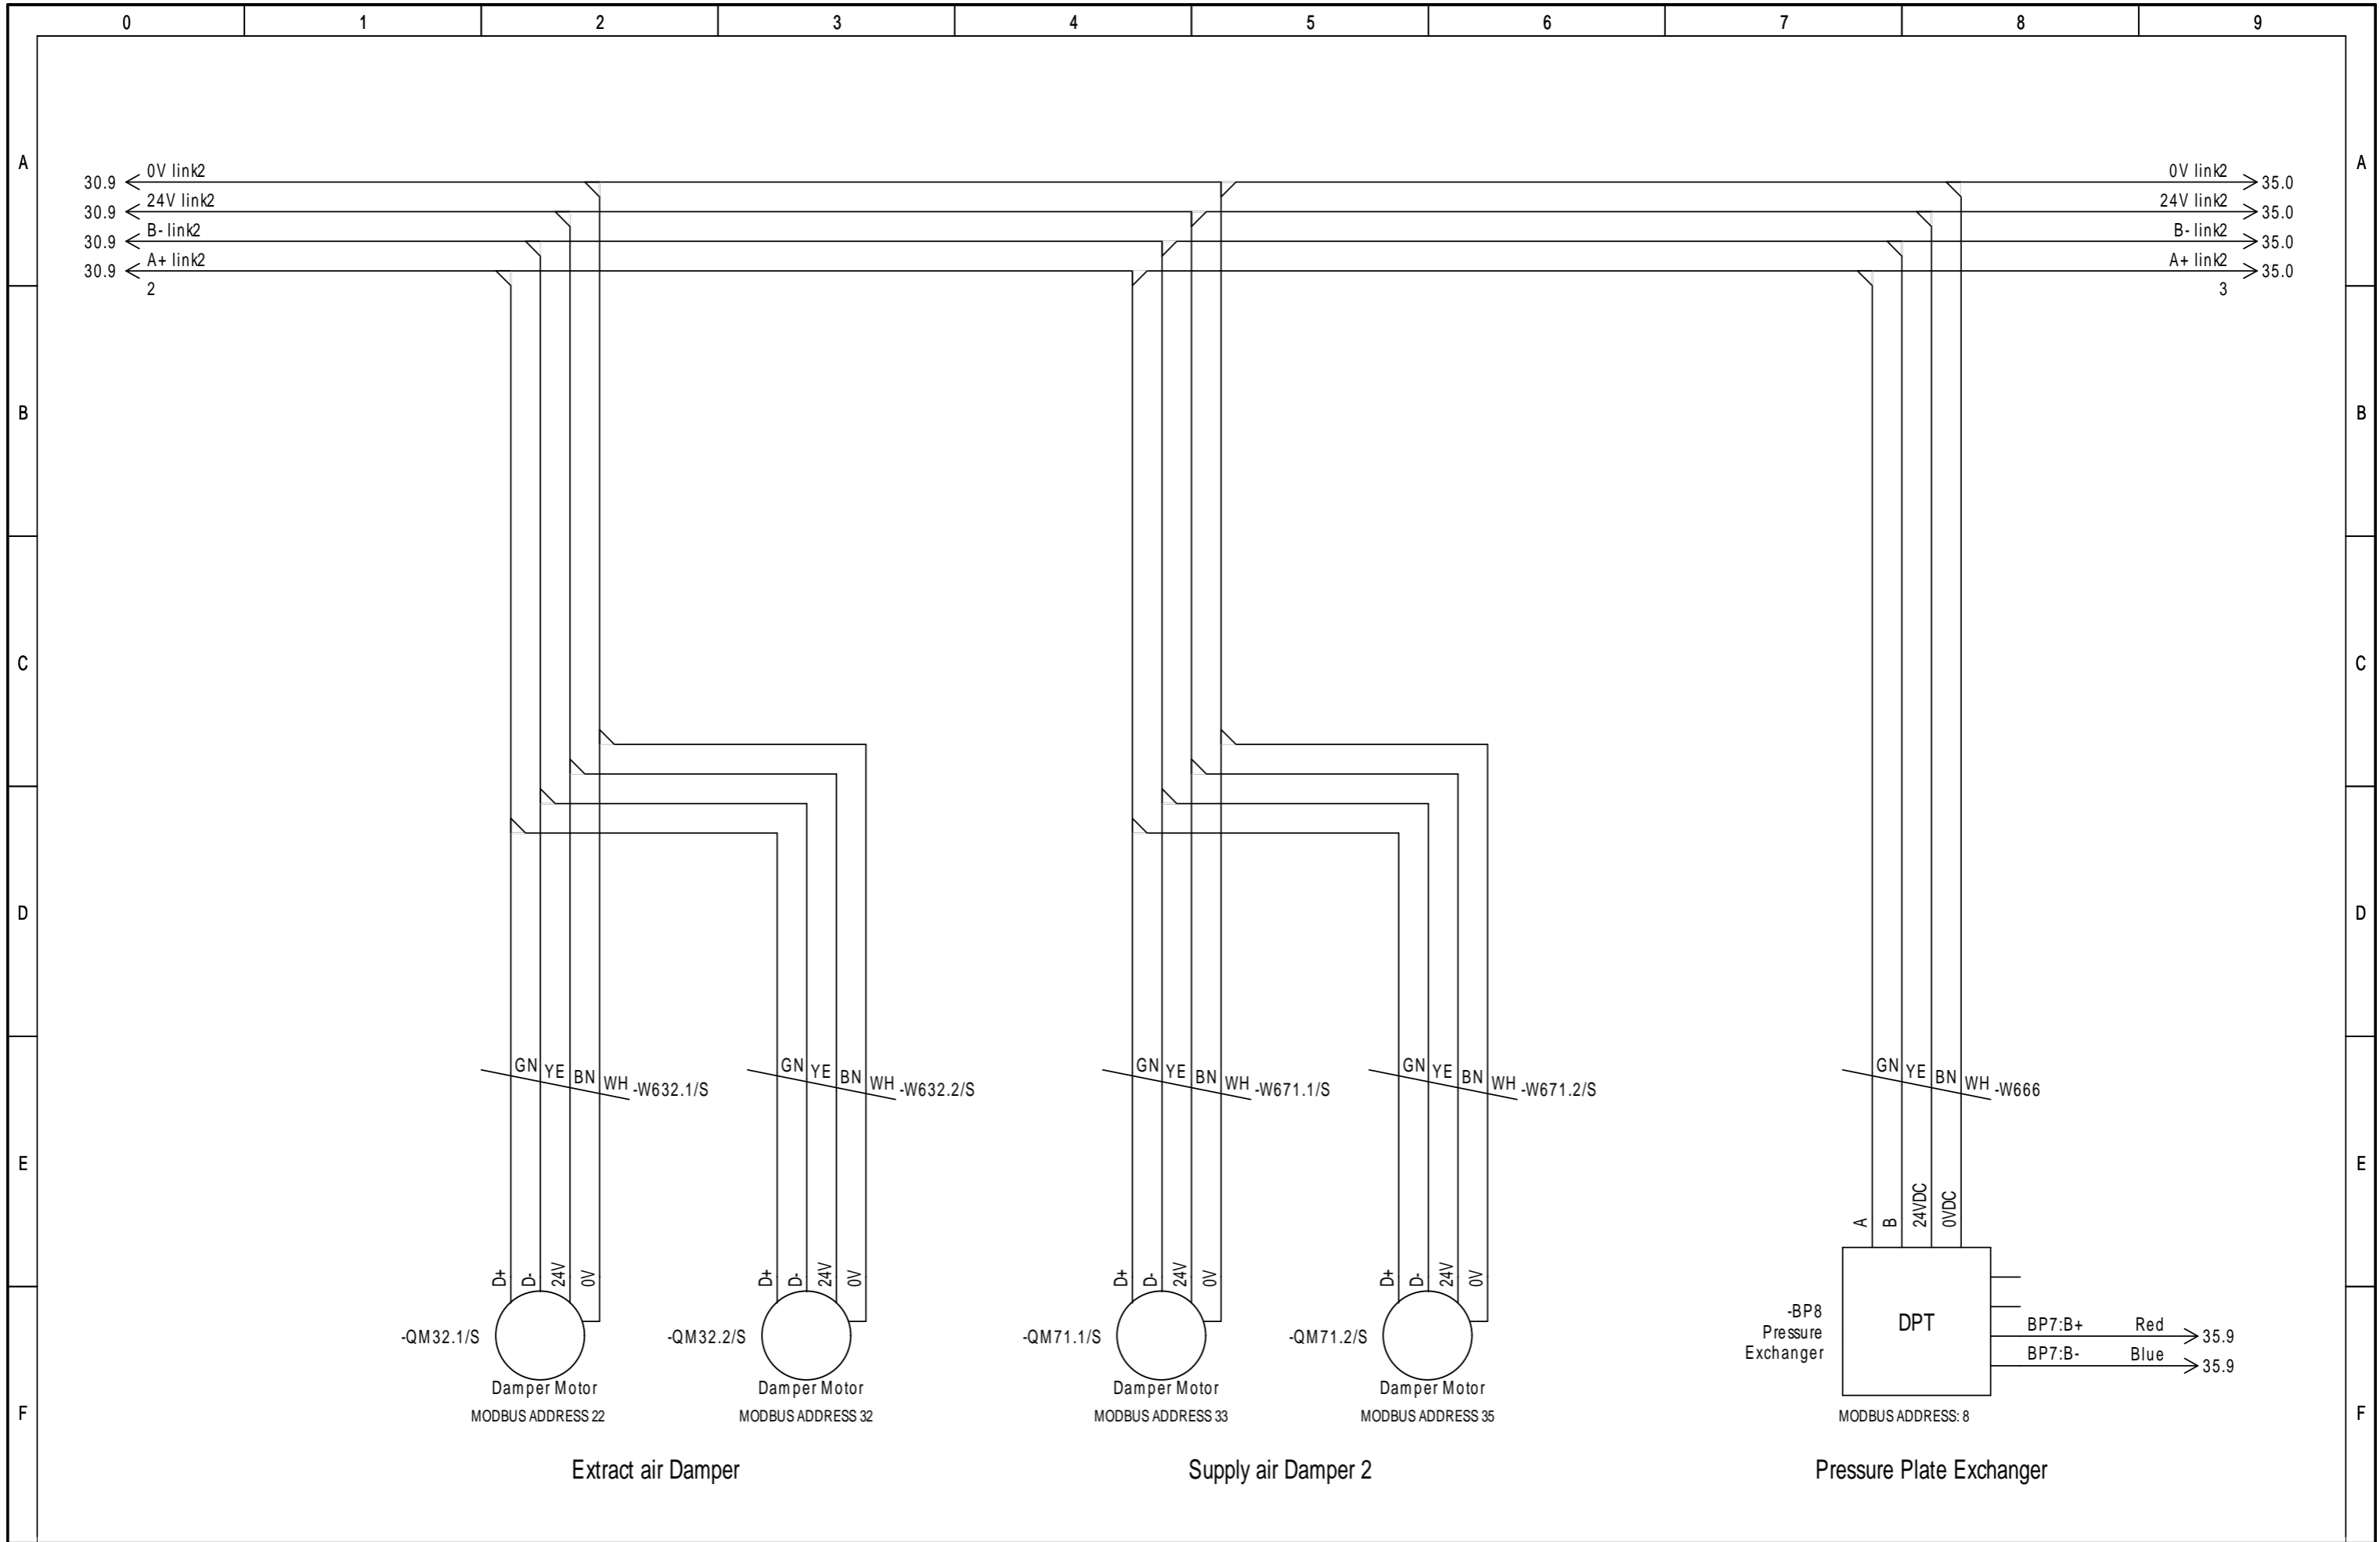 0 1 2 3 4 5 6 7 8 9
A A
0V link2 0V link2
30.9 35.0
24V link2 24V link2
30.9 35.0
B- link2 B- link2
30.9 35.0
A+ link2 A+ link2
30.9 35.0
2 3
B B
C C
D D
GN YE BN WH -W632.1/S GN YE BN WH -W632.2/S GN YE BN WH -W671.1/S GN YE BN WH -W671.2/S GN YE BN WH -W666
E E
A B 24VDC 0VDC
D+ D- 24V 0V D+ D- 24V 0V D+ D- 24V 0V D+ D- 24V 0V
-QM32.1/S -QM32.2/S -QM71.1/S -QM71.2/S
-BP8
Pressure
Exchanger
DPT
BP7:B+ Red 35.9
BP7:B- Blue 35.9
Damper Motor Damper Motor Damper Motor Damper Motor
F F
MODBUS ADDRESS 22 MODBUS ADDRESS 32 MODBUS ADDRESS 33 MODBUS ADDRESS 35 MODBUS ADDRESS: 8
Extract air Damper Supply air Damper 2 Pressure Plate Exchanger